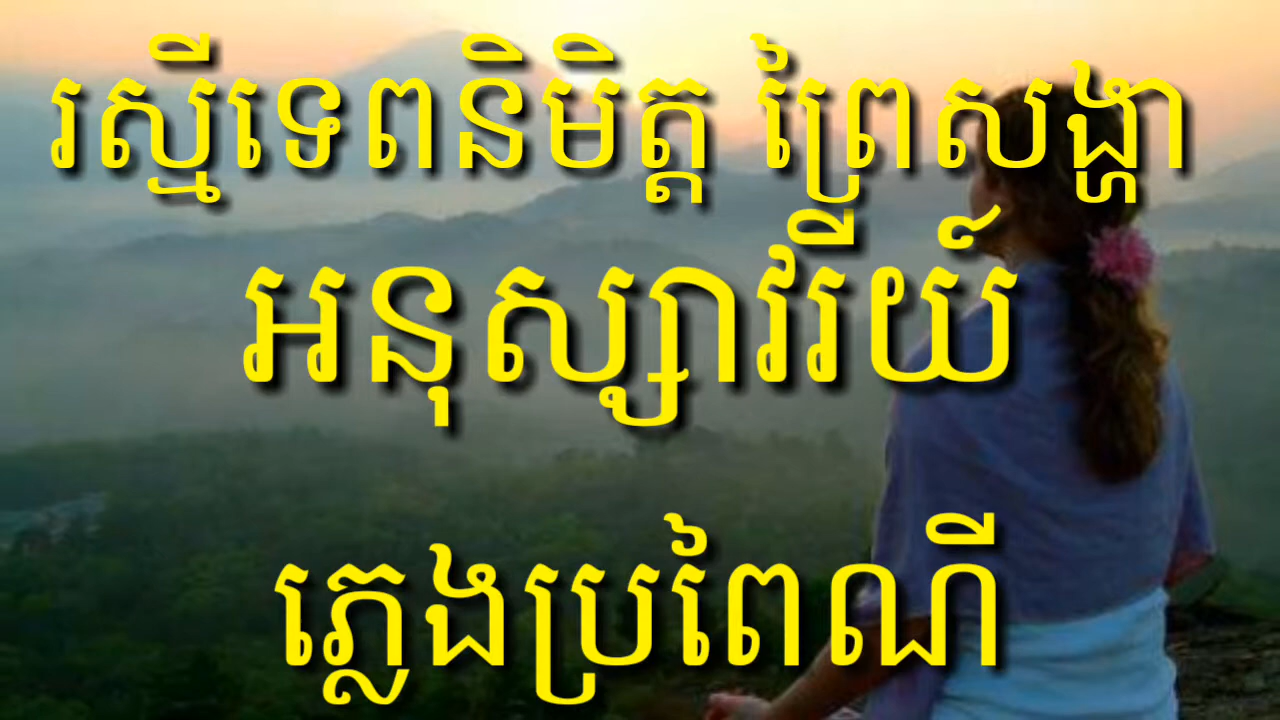 រស្មីទេពនិមិត្ត ព្រៃសង្ហា
អនុស្សាវរីយ៍
ភ្លេងប្រពៃណី